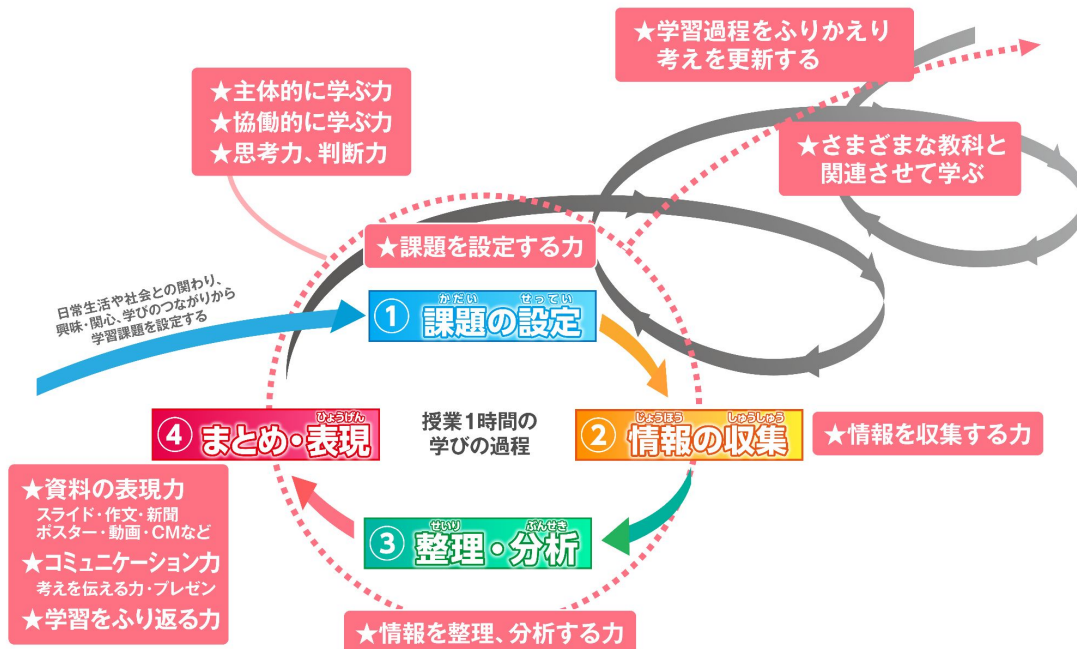 ★学習過程をふりかえり
考えを更新する
★主体的に学ぶ力
★協働的に学ぶ力
★思考力、判断力
★さまざまな教科と
関連させて学ぶ
★課題を設定する力
日常生活や社会との関わり、
興味・関心、学びのつながりから
学習課題を設定する
かだい せってい
① 課題の設定
ひょうげん
④ まとめ・表現
授業1時間の
学びの過程
じょうほう しゅうしゅう
② 情報の収集
★情報を収集する力
★資料の表現力
スライド・作文・新聞
ポスター・動画・CMなど
★コミュニケーション力
考えを伝える力・プレゼン
★学習をふり返る力
せいり ぶんせき
③ 整理・分析
★情報を整理、分析する力